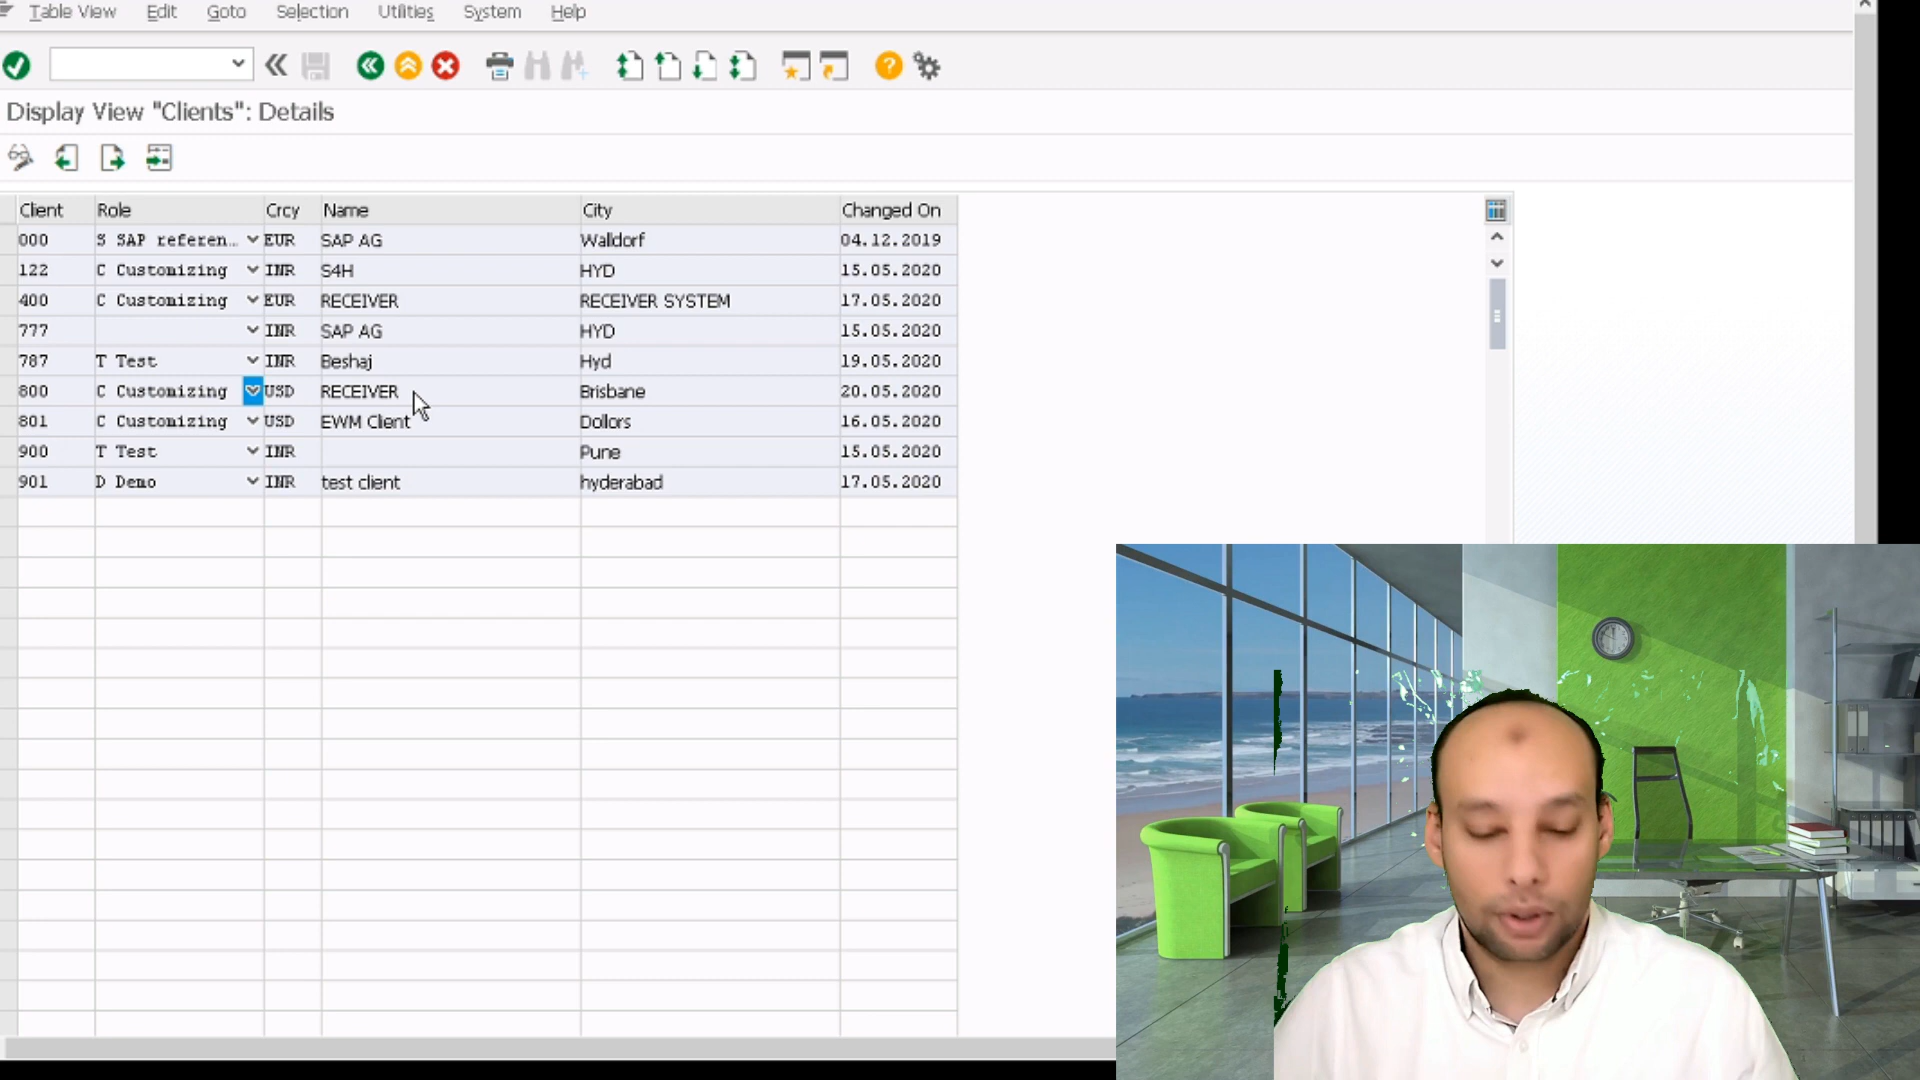 Table View Edit Goto Selection Utilities System Help
Display View "Clients": Details
Client Role Crcy Name City Changed On
000 S SAP referen... EUR SAP AG Walldorf 04.12.2019
122 C Customizing INR S4H HYD 15.05.2020
400 C Customizing EUR RECEIVER RECEIVER SYSTEM 17.05.2020
777 INR SAP AG HYD 15.05.2020
787 T Test INR Beshaj Hyd 19.05.2020
800 C Customizing USD RECEIVER Brisbane 20.05.2020
801 C Customizing USD EWM Client Dollors 16.05.2020
900 T Test INR Pune 15.05.2020
901 D Demo INR test client hyderabad 17.05.2020